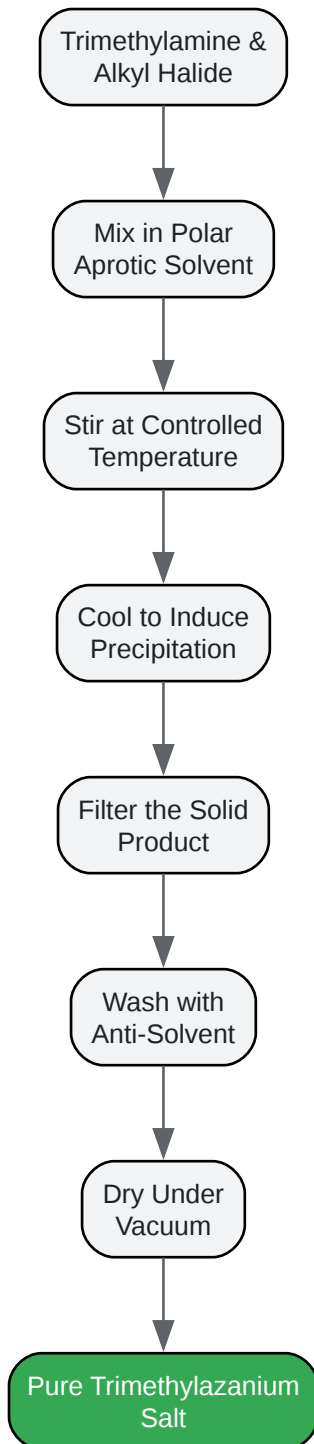 Trimethylamine &
Alkyl Halide
Mix in Polar
Aprotic Solvent
Stir at Controlled
Temperature
Cool to Induce
Precipitation
Filter the Solid
Product
Wash with
Anti-Solvent
Dry Under
Vacuum
Pure Trimethylazanium
Salt